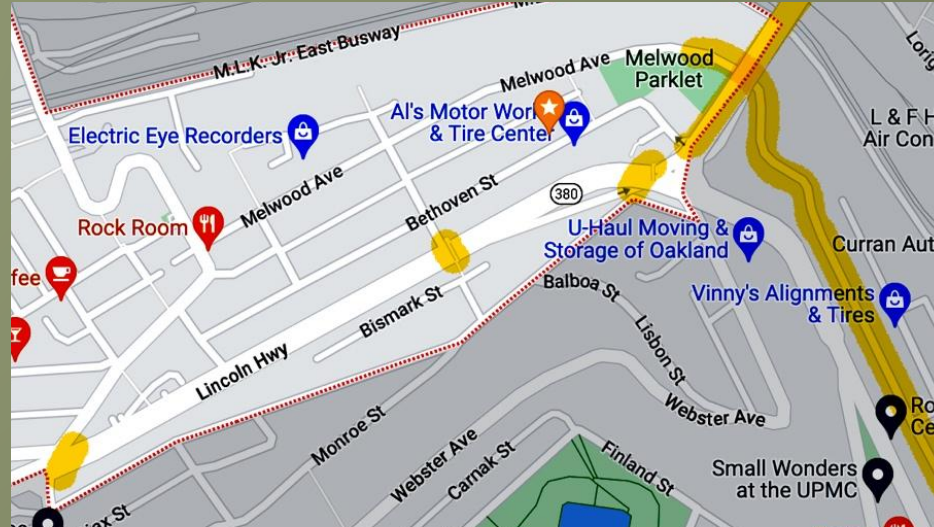 M.L.K. Jr. East Busway
Melwood Ave
Melwood
Parklet
Al's Motor Wor
& Tire Center
Electric Eye Recorders
L & F H
Air Con
Melwood Ave
380
Bethoven St
Rock Room
U-Haul Moving &
Storage of Oakland
Curran Aut
fee
Balboa St
Vinny's Alignments
& Tires
Bismark St
Lisbon St
Lincoln Hwy
Webster Ave
Monroe St
Webster Ave
Ro
Ce
Carnak St
Finland St
Small Wonders
at the UPMC